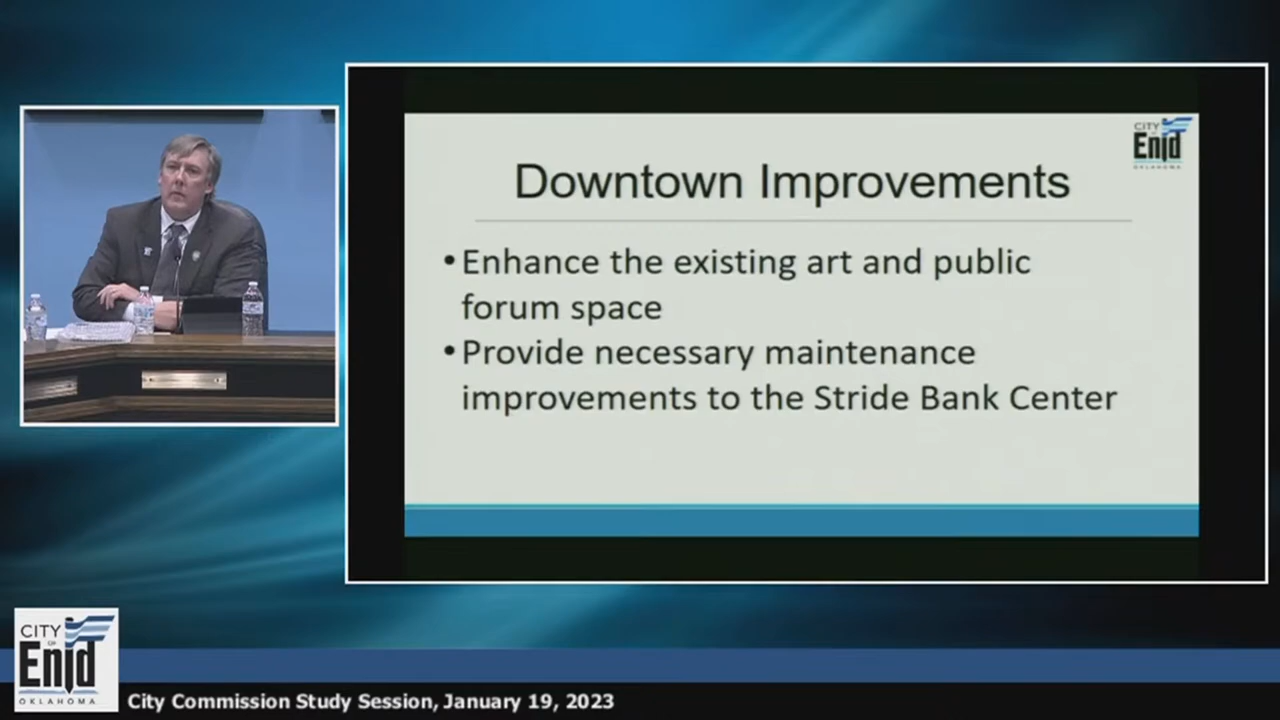 CITY
OF
Enid
OKLAHOMA
Downtown Improvements
• Enhance the existing art and public
forum space
• Provide necessary maintenance
improvements to the Stride Bank Center
CITY
OF
Enid
OKLAHOMA
City Commission Study Session, January 19, 2023